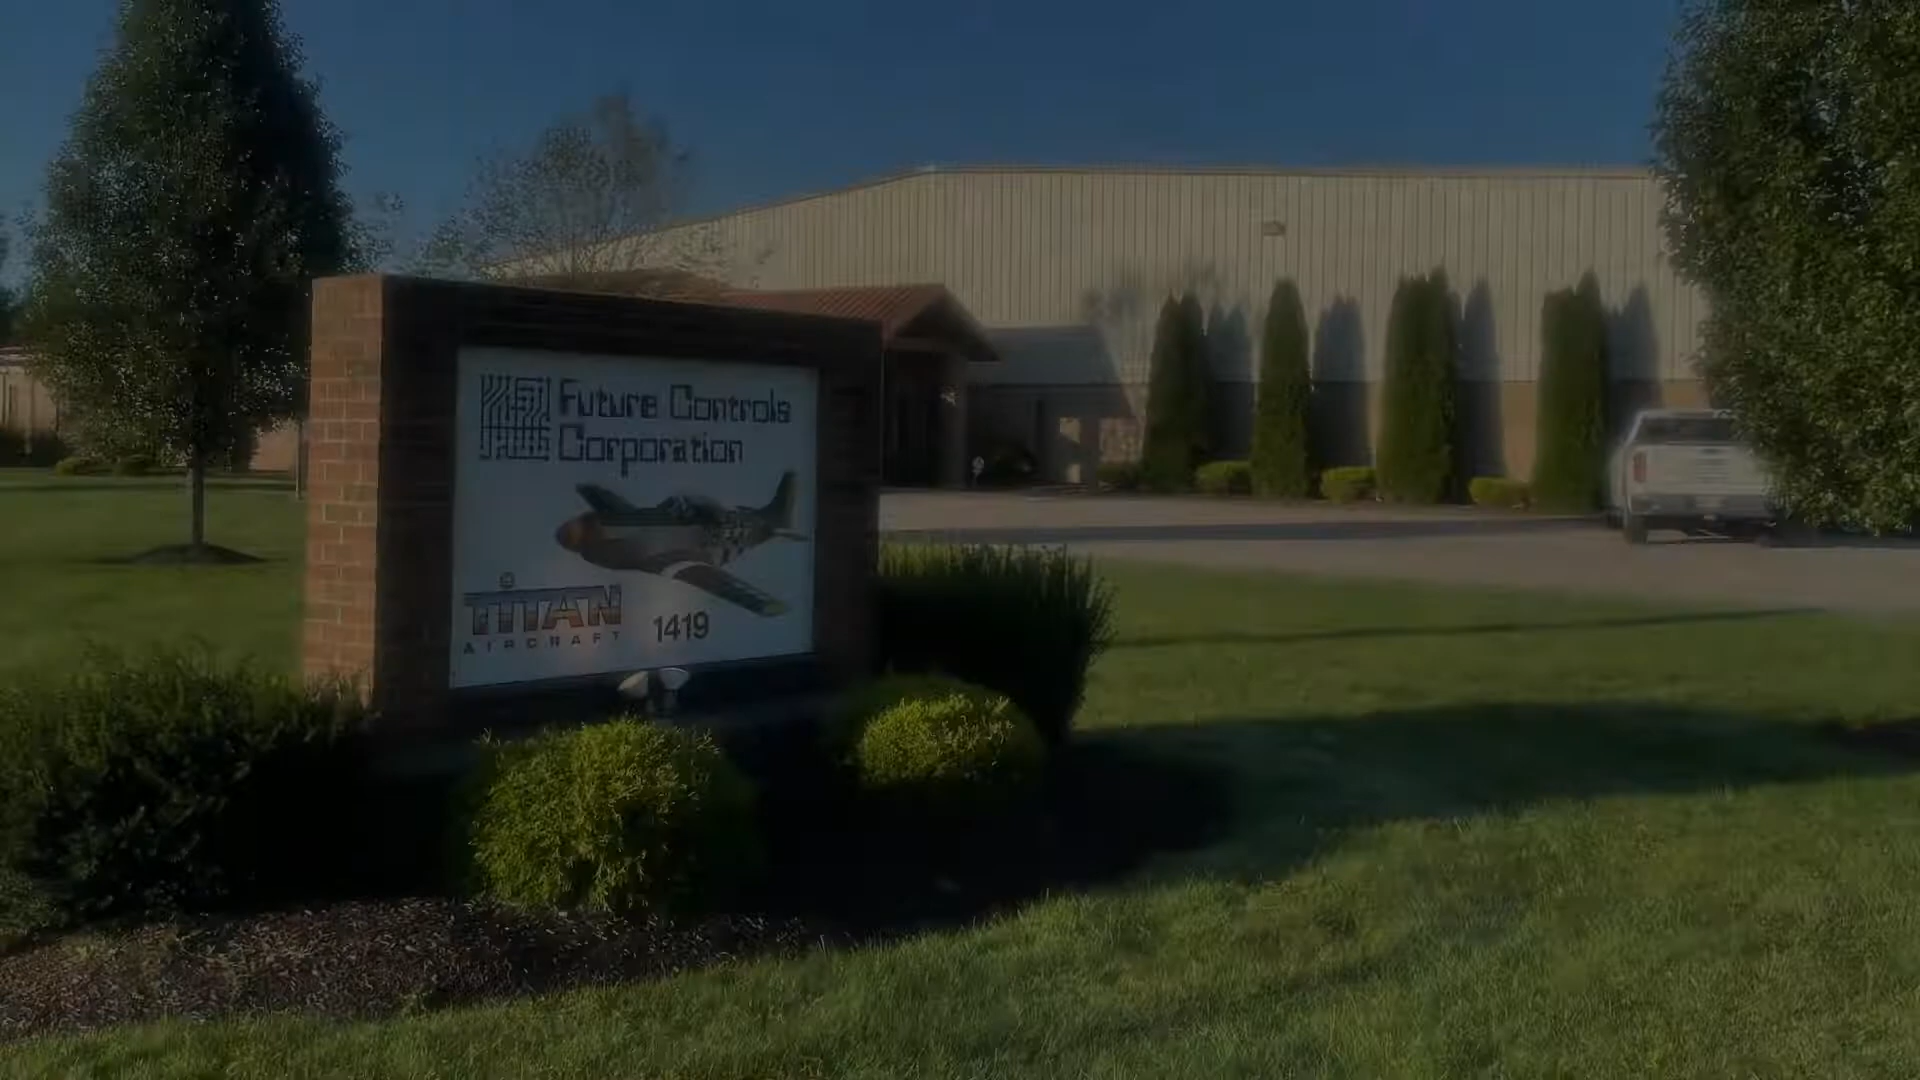 Future Controls
Corporation
TITAN
AIRCRAFT
1419